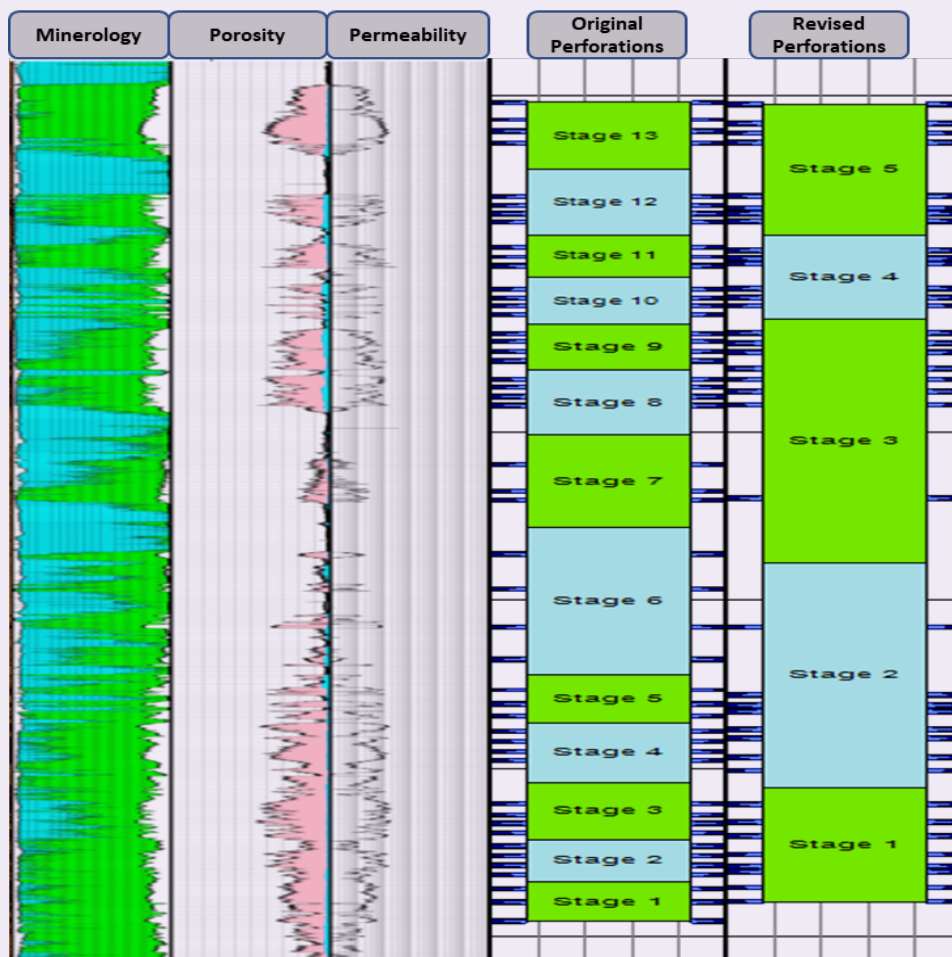 Minerology
Porosity
Permeability
Original
Perforations
Revised
Perforations
Stage 13
Stage 12
Stage 11
Stage 10
Stage 9
Stage 8
Stage 7
Stage 6
Stage 5
Stage 4
Stage 3
Stage 2
Stage 1
Stage 5
Stage 4
Stage 3
Stage 2
Stage 1